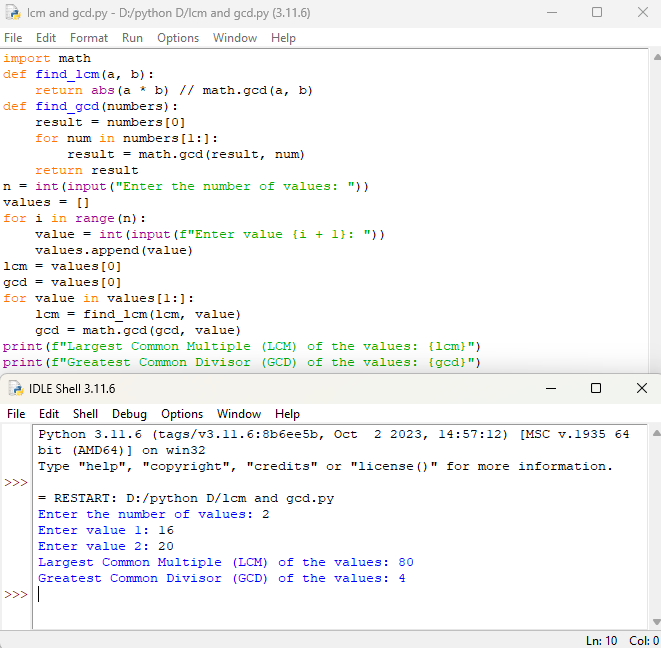 lcm and gcd.py - D:/python D/lcm and gcd.py (3.11.6)
File Edit Format Run Options Window Help
import math
def find_lcm(a, b):
    return abs(a * b) // math.gcd(a, b)
def find_gcd(numbers):
    result = numbers[0]
    for num in numbers[1:]:
        result = math.gcd(result, num)
    return result
n = int(input("Enter the number of values: "))
values = []
for i in range(n):
    value = int(input(f"Enter value {i + 1}: "))
    values.append(value)
lcm = values[0]
gcd = values[0]
for value in values[1:]:
    lcm = find_lcm(lcm, value)
    gcd = math.gcd(gcd, value)
print(f"Largest Common Multiple (LCM) of the values: {lcm}")
print(f"Greatest Common Divisor (GCD) of the values: {gcd}")
IDLE Shell 3.11.6
File Edit Shell Debug Options Window Help
Python 3.11.6 (tags/v3.11.6:8b6ee5b, Oct  2 2023, 14:57:12) [MSC v.1935 64
bit (AMD64)] on win32
Type "help", "copyright", "credits" or "license()" for more information.
>>>
= RESTART: D:/python D/lcm and gcd.py
Enter the number of values: 2
Enter value 1: 16
Enter value 2: 20
Largest Common Multiple (LCM) of the values: 80
Greatest Common Divisor (GCD) of the values: 4
>>>
Ln: 10 Col: 0